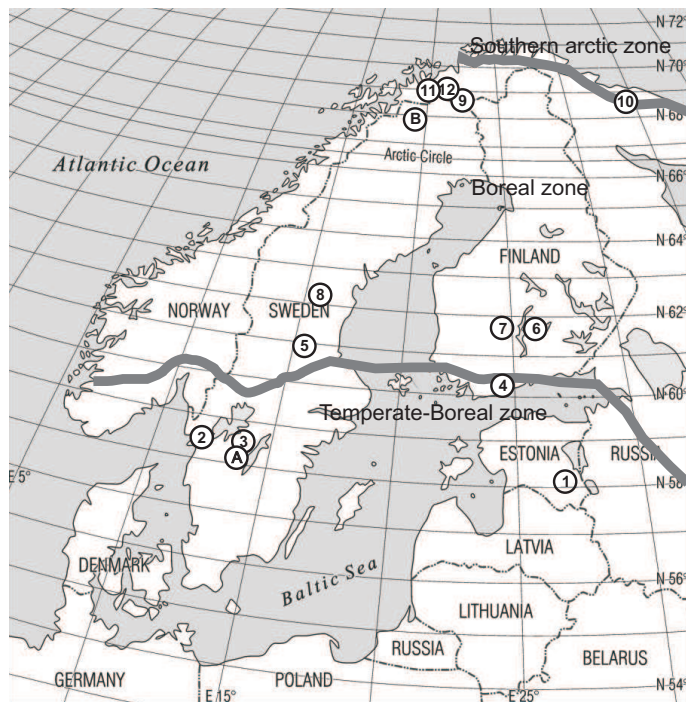 N 72°
Southern arctic zone
N 70°
11
12
9
10
B
N 68°
Arctic Circle
Atlantic Ocean
N 66°
Boreal zone
N 64°
FINLAND
8
NORWAY
SWEDEN
N 62°
7
6
5
4
N 60°
Temperate-Boreal zone
2
3
A
ESTONIA
RUSSIA
E 5°
1
N 58°
LATVIA
DENMARK
Baltic Sea
N 56°
LITHUANIA
RUSSIA
BELARUS
GERMANY
POLAND
E 15°
E 25°
N 54°